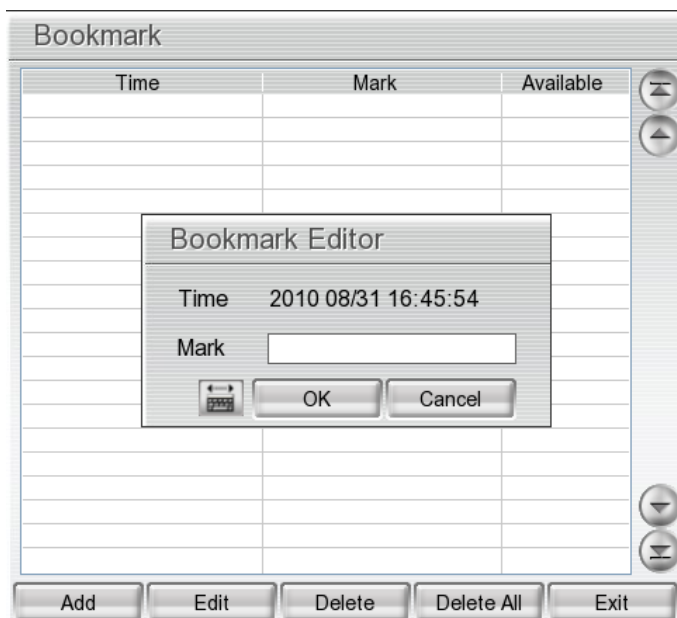 Bookmark
Time Mark Available
Bookmark Editor
Time 2010 08/31 16:45:54
Mark
OK Cancel
Add Edit Delete Delete All Exit